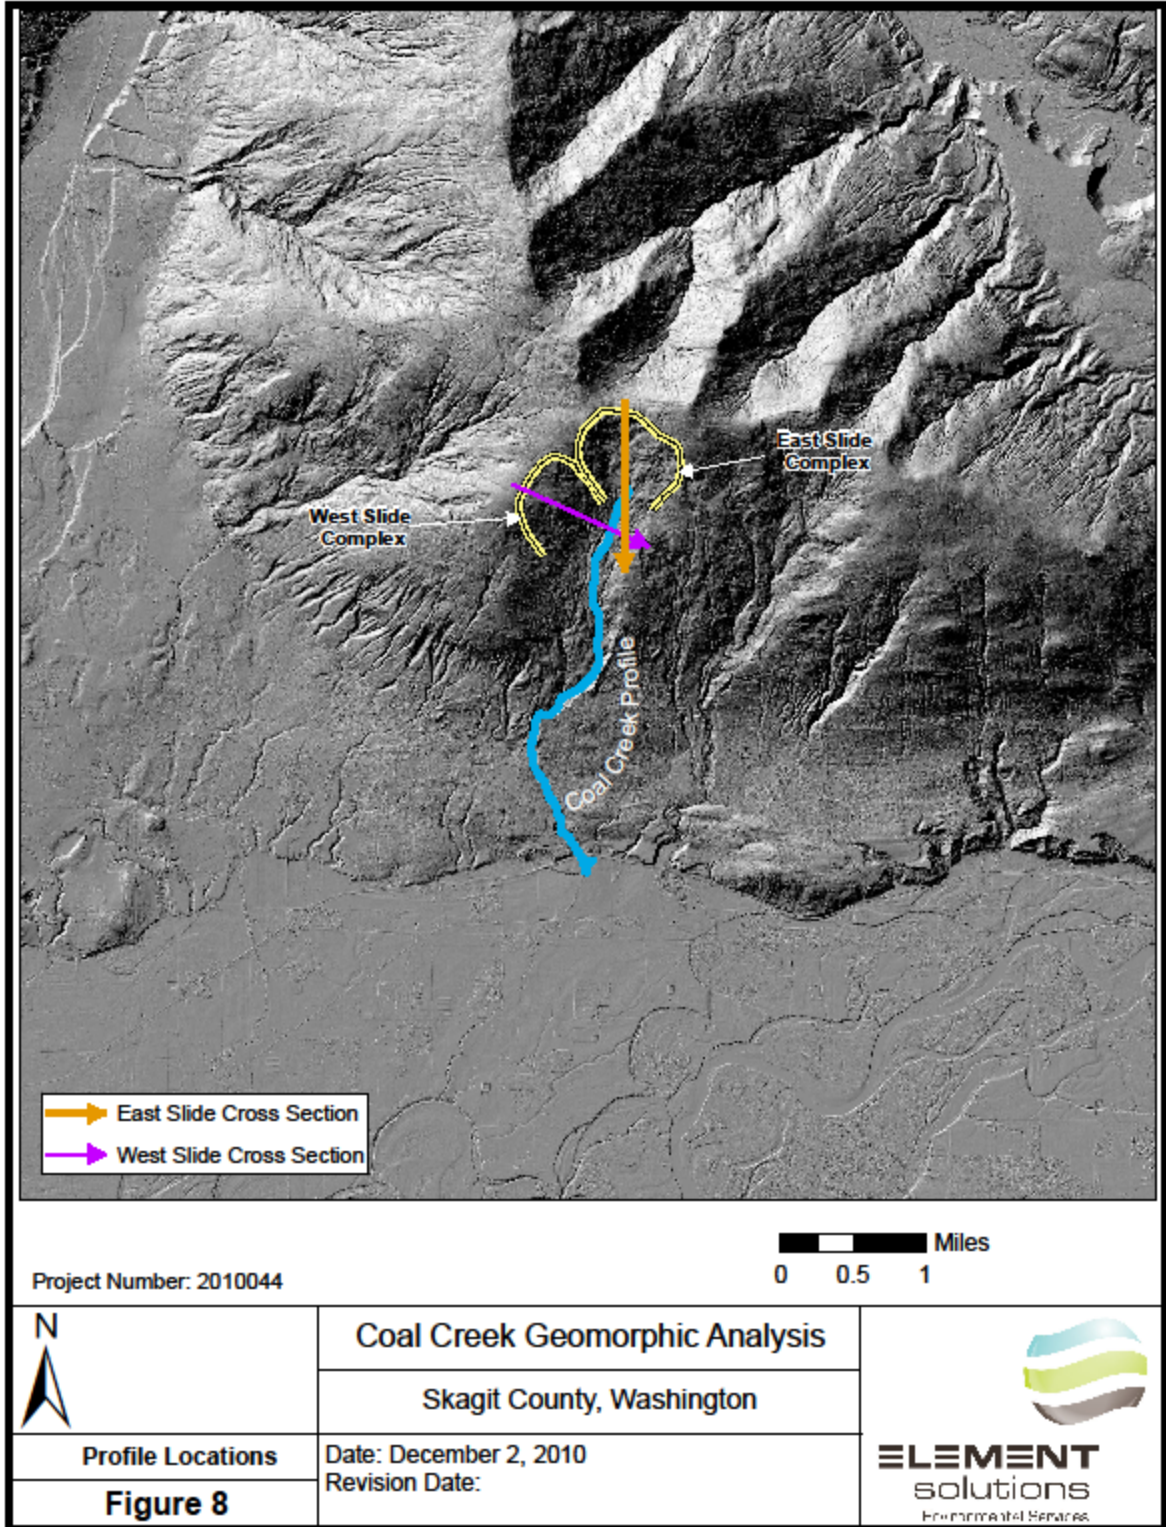 East Slide
Complex
West Slide
Complex
Coal Creek Profile
East Slide Cross Section
West Slide Cross Section
Miles
0 0.5 1
Project Number: 2010044
N
Coal Creek Geomorphic Analysis
Skagit County, Washington
Profile Locations
Date: December 2, 2010
Revision Date:
Figure 8
ELEMENT
solutions
Environmental Services